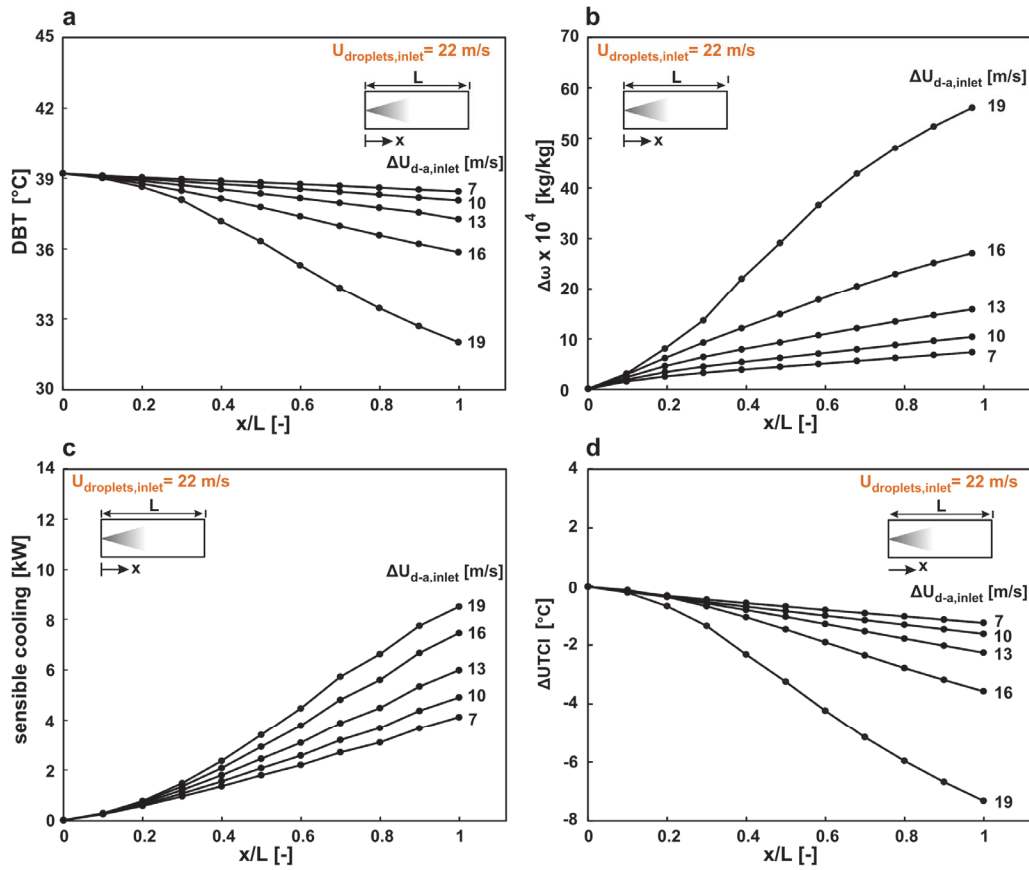 a
U_droplets,inlet = 22 m/s
L
x
ΔU_d-a,inlet [m/s]
7
10
13
16
19
45
42
39
36
33
30
DBT [°C]
0 0.2 0.4 0.6 0.8 1
x/L [-]
b
U_droplets,inlet = 22 m/s
L
x
ΔU_d-a,inlet [m/s]
19
16
13
10
7
70
60
50
40
30
20
10
0
Δω x 10^4 [kg/kg]
0 0.2 0.4 0.6 0.8 1
x/L [-]
c
U_droplets,inlet = 22 m/s
L
x
ΔU_d-a,inlet [m/s]
19
16
13
10
7
14
12
10
8
6
4
2
0
sensible cooling [kW]
0 0.2 0.4 0.6 0.8 1
x/L [-]
d
U_droplets,inlet = 22 m/s
L
x
ΔU_d-a,inlet [m/s]
7
10
13
16
19
4
2
0
-2
-4
-6
-8
ΔUTCI [°C]
0 0.2 0.4 0.6 0.8 1
x/L [-]